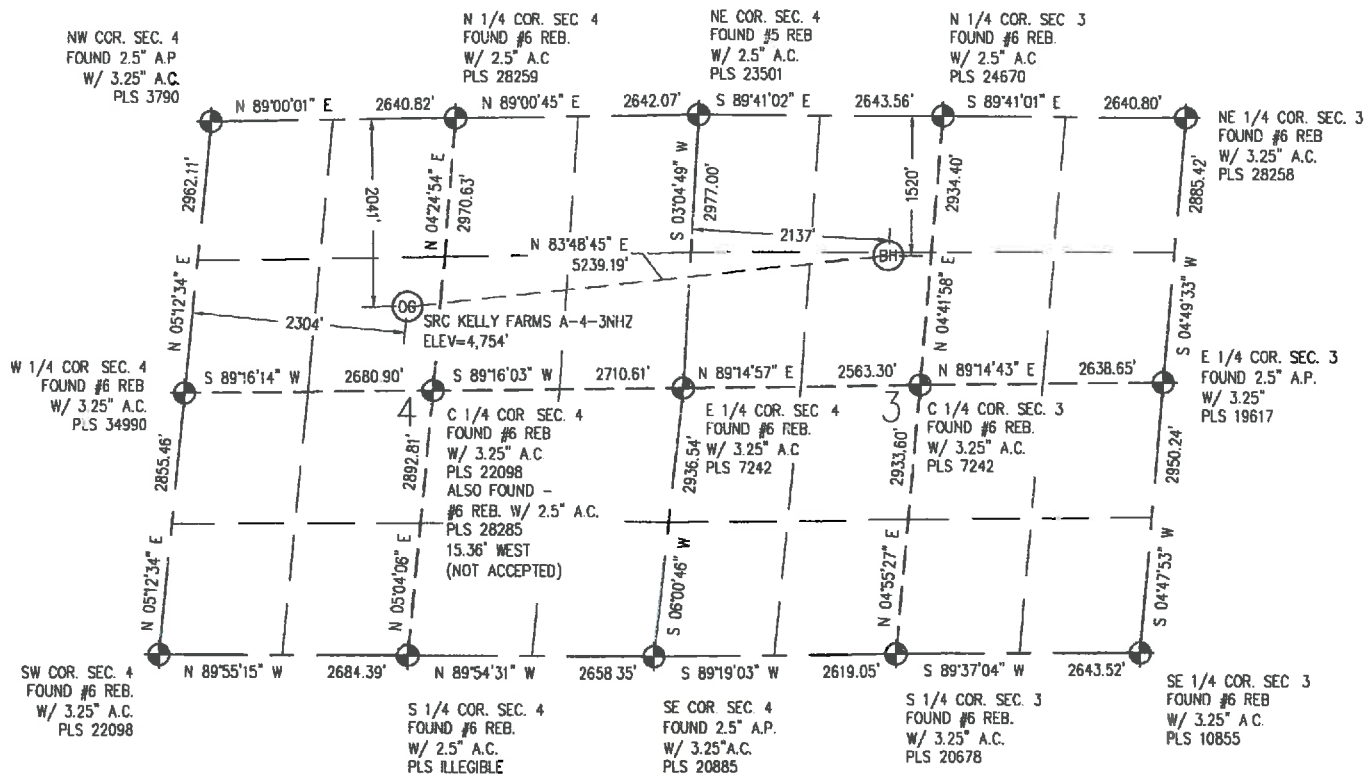 NW COR. SEC. 4
FOUND 2.5" A.P
W/ 3.25" A.C.
PLS 3790
N 1/4 COR. SEC 4
FOUND #6 REB.
W/ 2.5" A.C.
PLS 28259
NE COR. SEC. 4
FOUND #5 REB
W/ 2.5" A.C.
PLS 23501
N 1/4 COR. SEC 3
FOUND #6 REB.
W/ 2.5" A.C
PLS 24670
NE 1/4 COR. SEC. 3
FOUND #6 REB
W/ 3.25" A.C.
PLS 28258
N 89°00'01" E
2640.82'
N 89°00'45" E
2642.07'
S 89°41'02" E
2643.56'
S 89°41'01" E
2640.80'
2962.11'
N 05°12'34" E
2041'
N 04°24'54" E
2970.63'
S 03°04'49" W
2977.00'
1520'
2934.40'
N 04°41'58" E
2885.42'
S 04°49'33" W
2137'
N 83°48'45" E
5239.19'
BH
OG
2304'
SRC KELLY FARMS A-4-3NHZ
ELEV=4,754'
W 1/4 COR. SEC. 4
FOUND #6 REB
W/ 3.25" A.C.
PLS 34990
S 89°16'14" W
2680.90'
S 89°16'03" W
2710.61'
N 89°14'57" E
2563.30'
N 89°14'43" E
2638.65'
E 1/4 COR. SEC. 3
FOUND 2.5" A.P.
W/ 3.25"
PLS 19617
4
C 1/4 COR. SEC. 4
FOUND #6 REB
W/ 3.25" A.C
PLS 22098
ALSO FOUND -
#6 REB. W/ 2.5" A.C.
PLS 28285
15.36" WEST
(NOT ACCEPTED)
E 1/4 COR. SEC. 4
FOUND #6 REB.
W/ 3.25" A.C
PLS 7242
3
C 1/4 COR. SEC. 3
FOUND #6 REB.
W/ 3.25" A.C.
PLS 7242
2855.46'
N 05°12'34" E
2892.81'
N 05°04'06" E
2936.54'
S 06°00'46" W
2933.60'
N 04°55'27" E
2950.24'
S 04°47'53" W
SW COR. SEC. 4
FOUND #6 REB.
W/ 3.25" A.C.
PLS 22098
N 89°55'15" W
2684.39'
N 89°54'31" W
2658.35'
S 89°19'03" W
2619.05'
S 89°37'04" W
2643.52'
S 1/4 COR. SEC. 4
FOUND #6 REB.
W/ 2.5" A.C.
PLS ILLEGIBLE
SE COR. SEC. 4
FOUND 2.5" A.P.
W/ 3.25"A.C.
PLS 20885
S 1/4 COR. SEC. 3
FOUND #6 REB.
W/ 3.25" A.C.
PLS 20678
SE 1/4 COR. SEC 3
FOUND #6 REB
W/ 3.25" A C.
PLS 10855